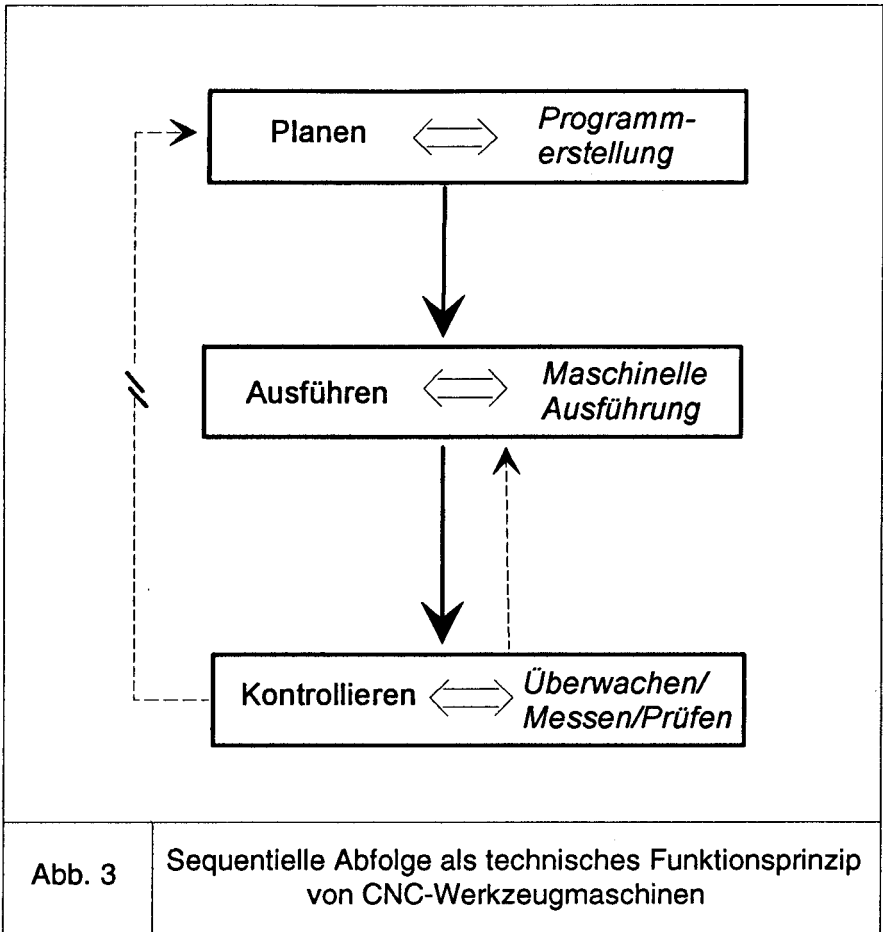 Planen
Programm-
erstellung
Ausführen
Maschinelle
Ausführung
Kontrollieren
Überwachen/
Messen/Prüfen
Abb. 3
Sequentielle Abfolge als technisches Funktionsprinzip
von CNC-Werkzeugmaschinen